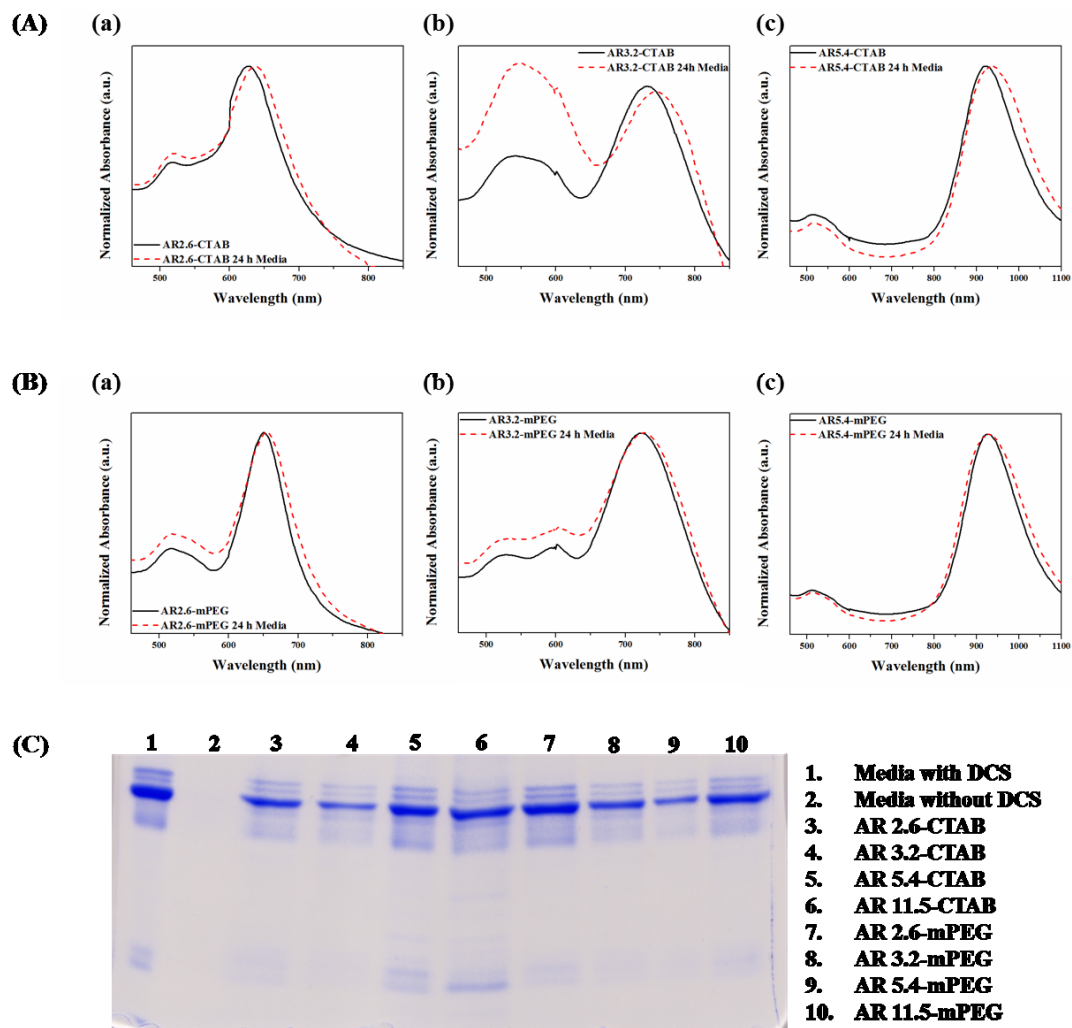 (A) (a) (b) (c)
Normalized Absorbance (a.u.)
AR2.6-CTAB
AR2.6-CTAB 24 h Media
500 600 700 800
Wavelength (nm)
Normalized Absorbance (a.u.)
AR3.2-CTAB
AR3.2-CTAB 24h Media
500 600 700 800
Wavelength (nm)
Normalized Absorbance (a.u.)
AR5.4-CTAB
AR5.4-CTAB 24 h Media
500 600 700 800 900 1000 1100
Wavelength (nm)
(B) (a) (b) (c)
Normalized Absorbance (a.u.)
AR2.6-mPEG
AR2.6-mPEG 24 h Media
500 600 700 800
Wavelength (nm)
Normalized Absorbance (a.u.)
AR3.2-mPEG
AR3.2-mPEG 24 h Media
500 600 700 800
Wavelength (nm)
Normalized Absorbance (a.u.)
AR5.4-mPEG
AR5.4-mPEG 24 h Media
500 600 700 800 900 1000 1100
Wavelength (nm)
(C) 1 2 3 4 5 6 7 8 9 10
1. Media with DCS
2. Media without DCS
3. AR 2.6-CTAB
4. AR 3.2-CTAB
5. AR 5.4-CTAB
6. AR 11.5-CTAB
7. AR 2.6-mPEG
8. AR 3.2-mPEG
9. AR 5.4-mPEG
10. AR 11.5-mPEG